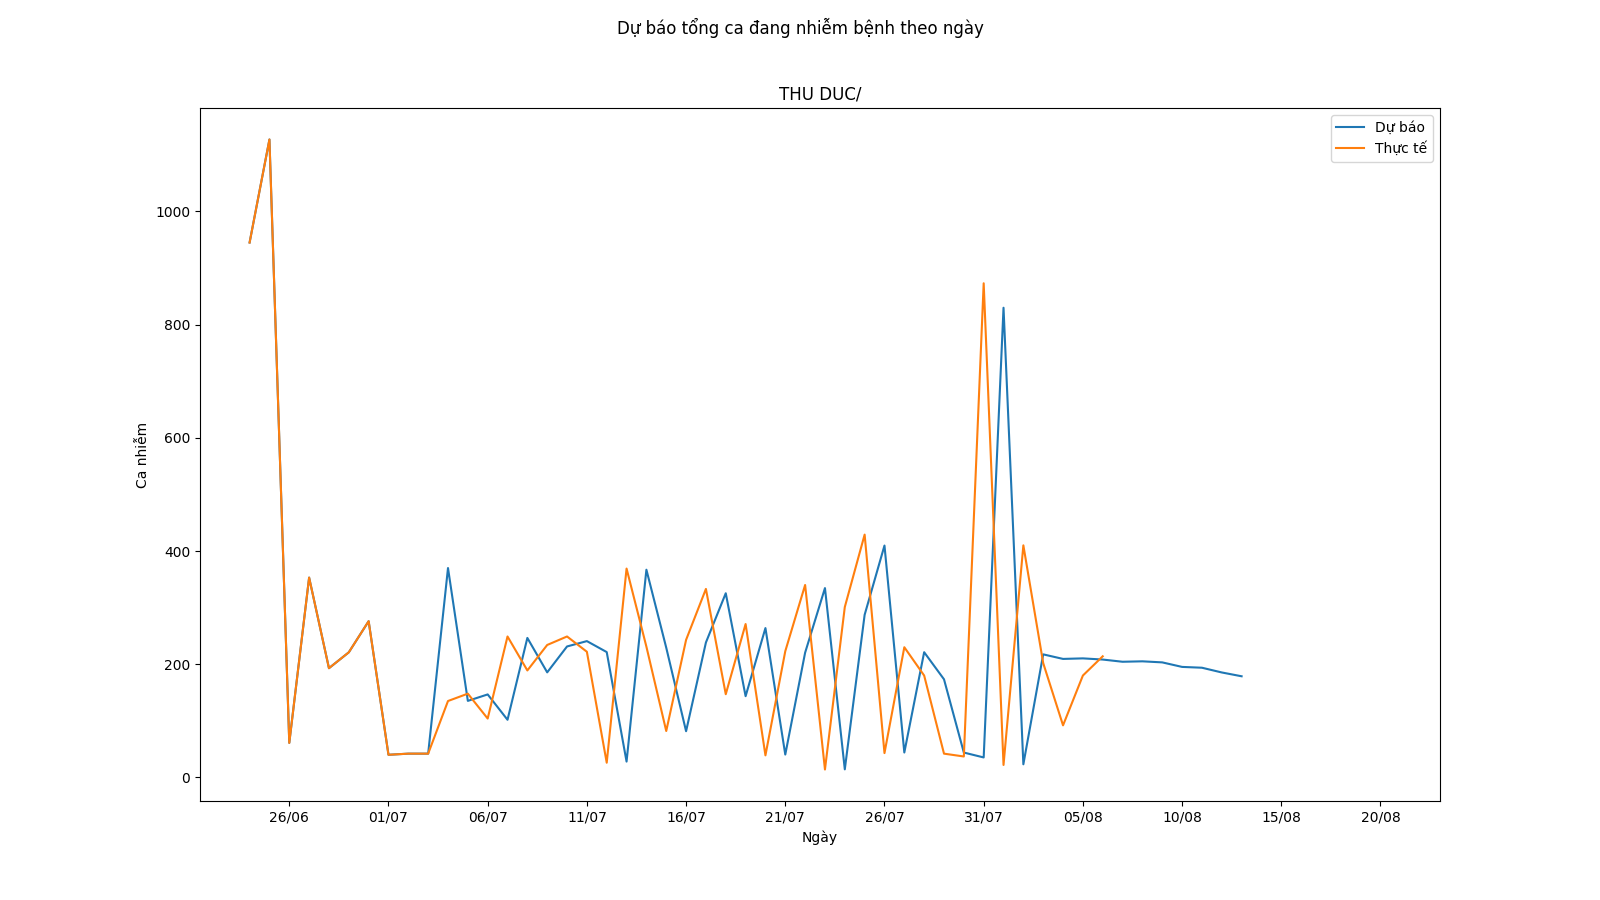 Dự báo tổng ca đang nhiễm bệnh theo ngày
THU DUC/
Dự báo
Thực tế
1000
800
600
400
200
0
Ca nhiễm
26/06 01/07 06/07 11/07 16/07 21/07 26/07 31/07 05/08 10/08 15/08 20/08
Ngày